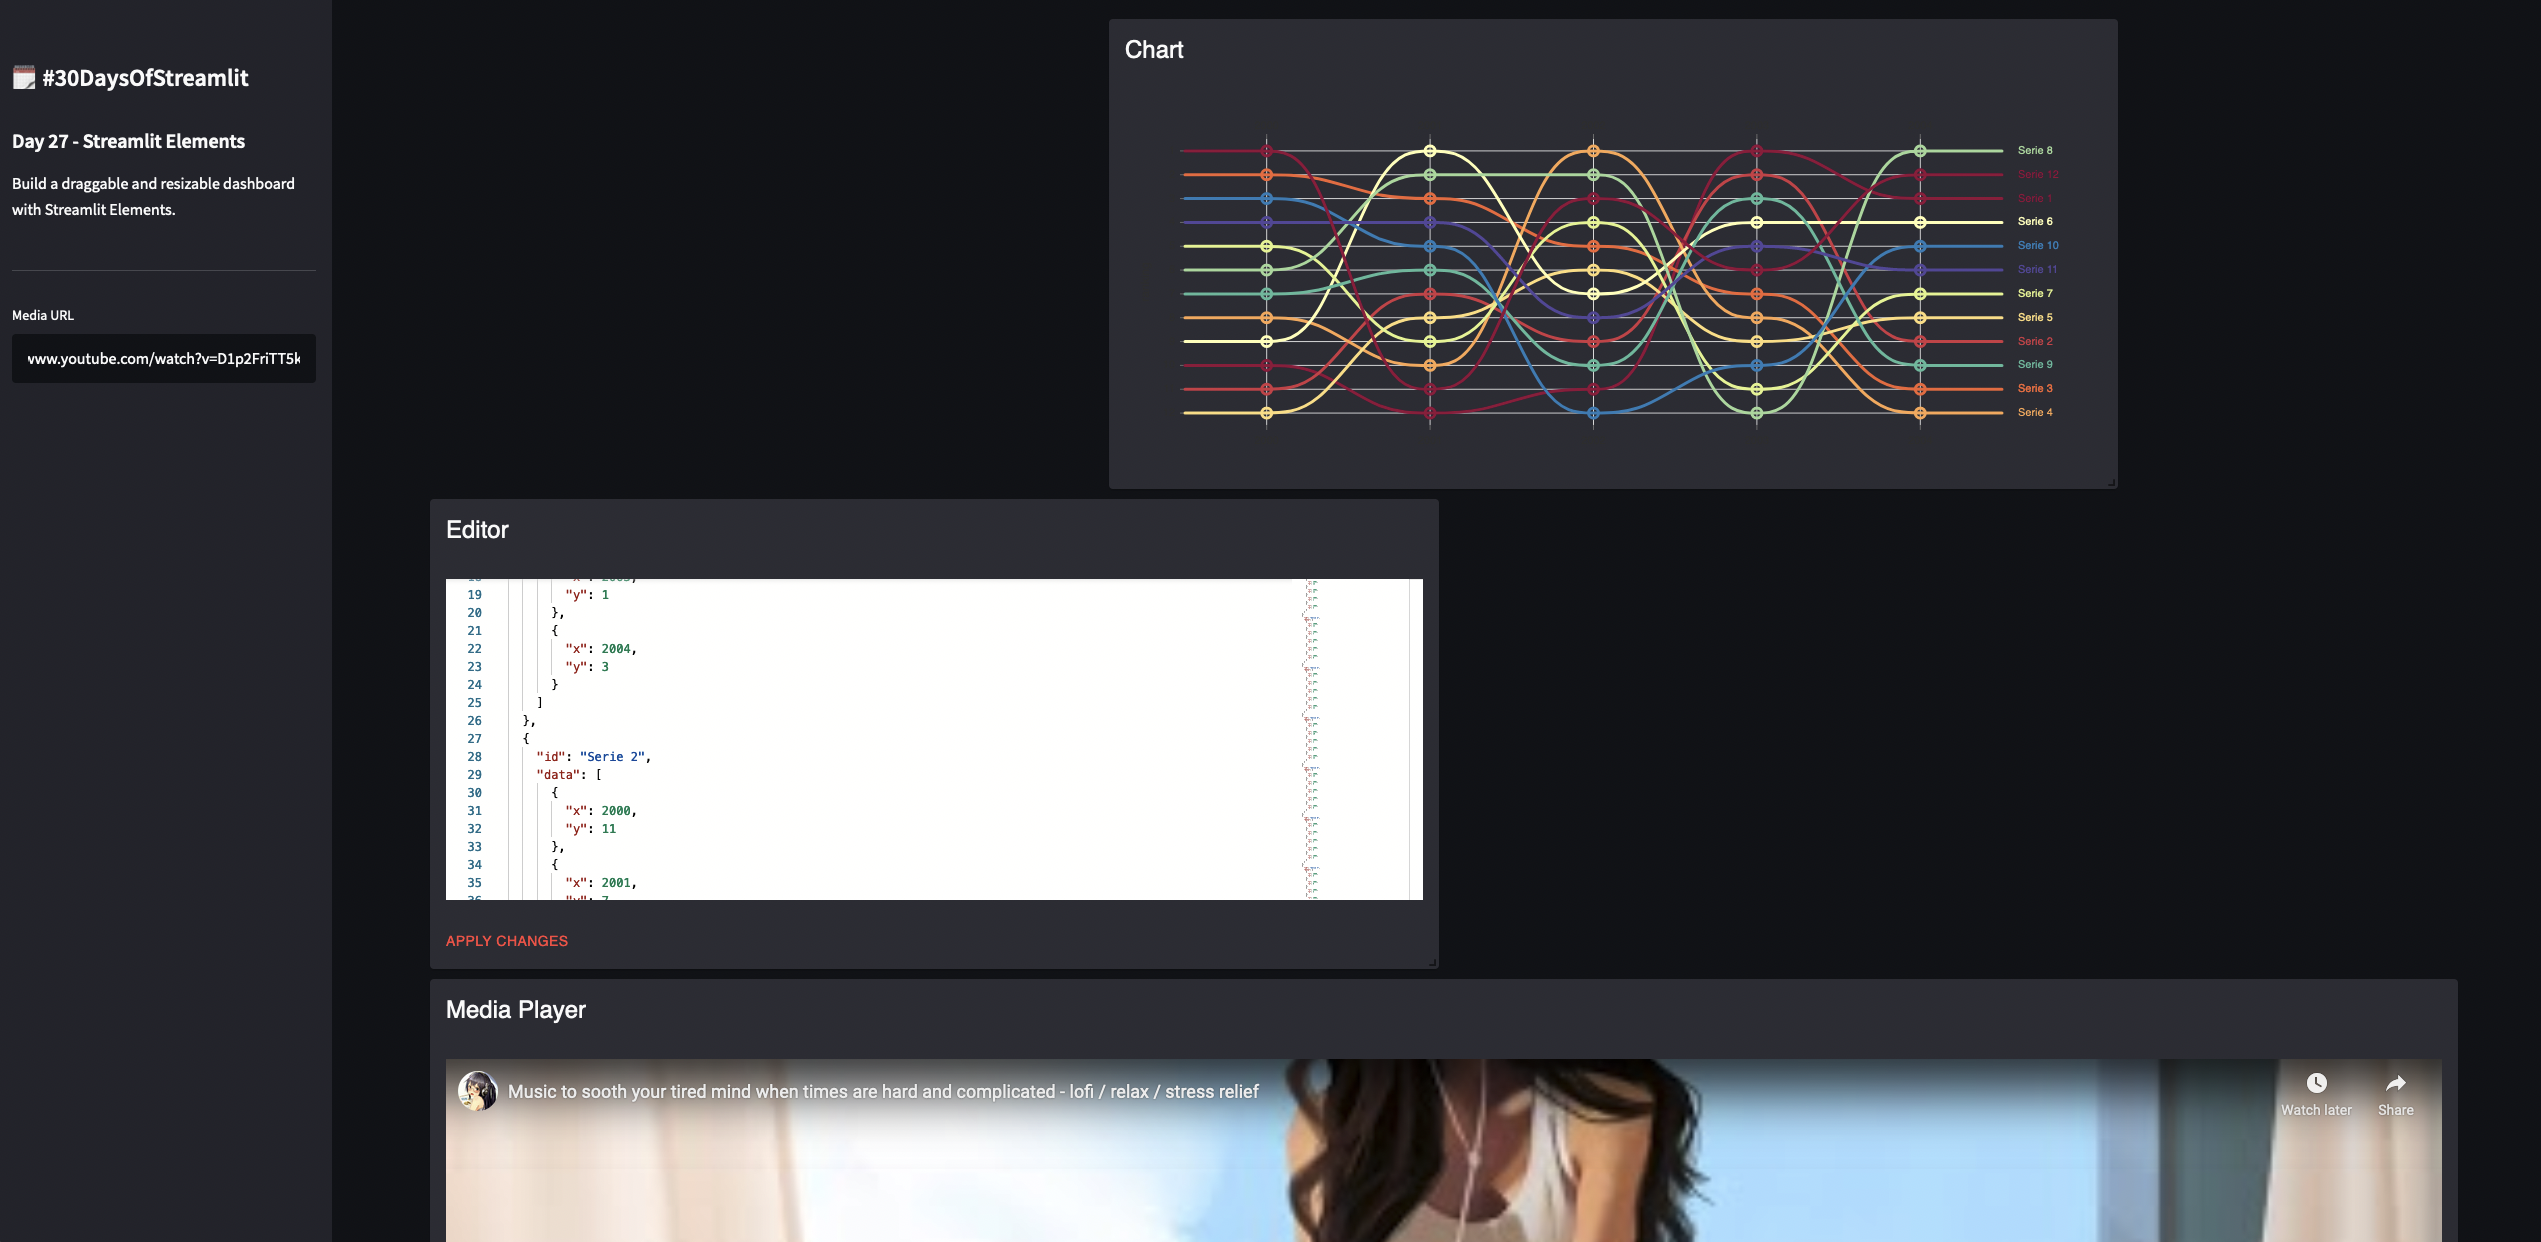 #30DaysOfStreamlit
Day 27 - Streamlit Elements
Build a draggable and resizable dashboard
with Streamlit Elements.
Media URL
www.youtube.com/watch?v=D1p2FriTT5k
Chart
Serie 8
Serie 12
Serie 1
Serie 6
Serie 10
Serie 11
Serie 7
Serie 5
Serie 2
Serie 9
Serie 3
Serie 4
Editor
19 "y": 1
20 },
21 {
22 "x": 2004,
23 "y": 3
24 }
25 ]
26 },
27 {
28 "id": "Serie 2",
29 "data": [
30 {
31 "x": 2000,
32 "y": 11
33 },
34 {
35 "x": 2001,
APPLY CHANGES
Media Player
Music to sooth your tired mind when times are hard and complicated - lofi / relax / stress relief
Watch later
Share